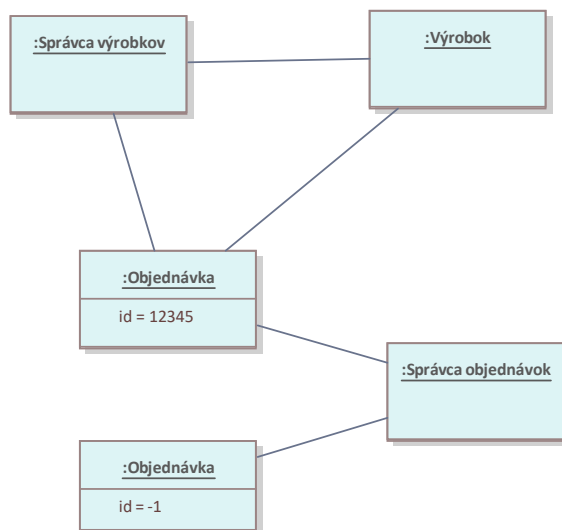 :Správca výrobkov
:Výrobok
:Objednávka
id = 12345
:Správca objednávok
:Objednávka
id = -1